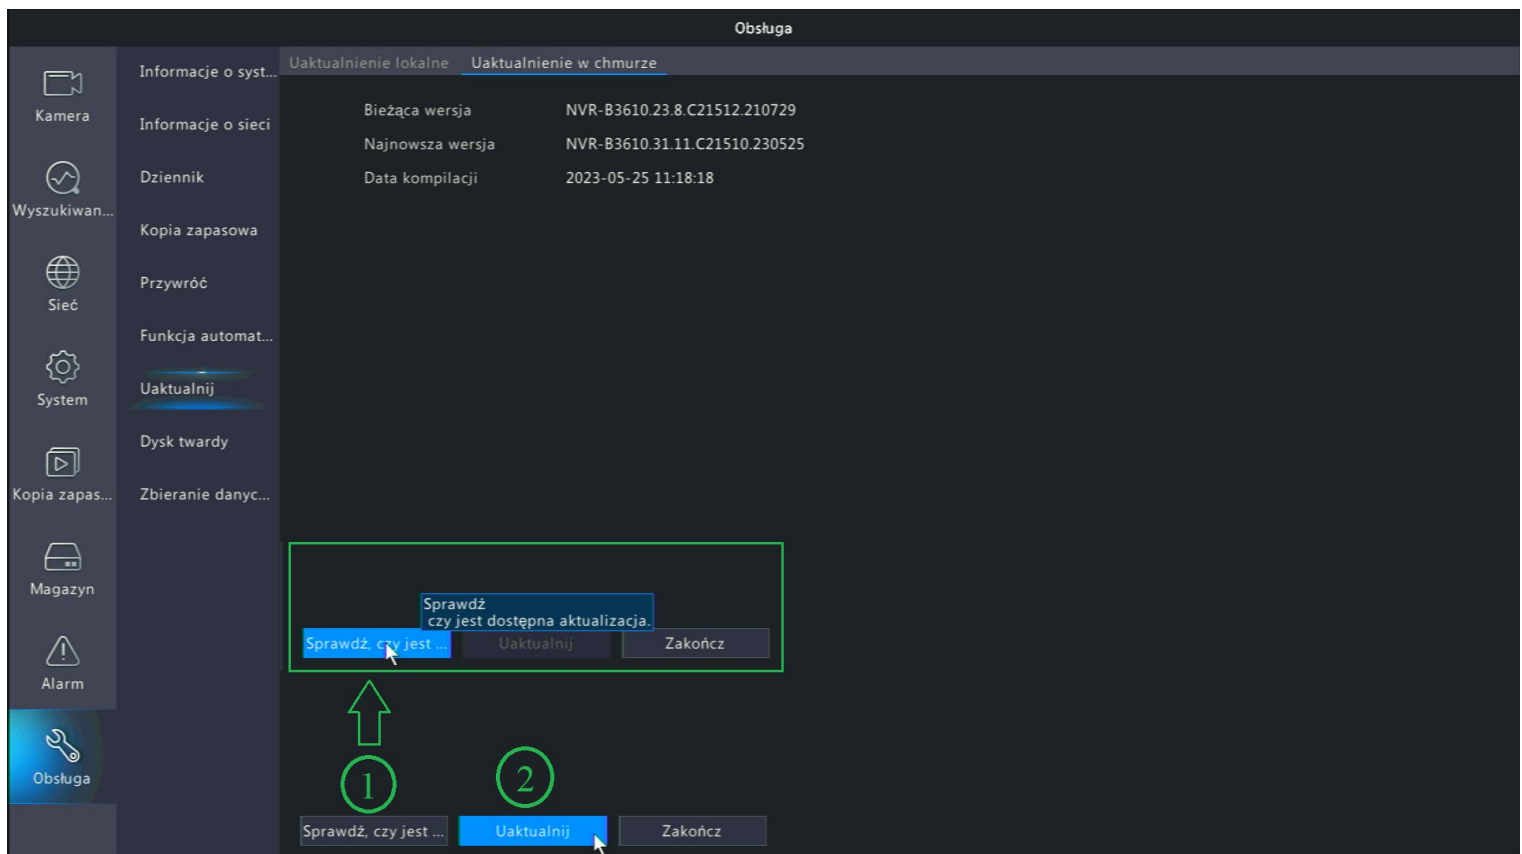 Obsługa
Kamera
Wyszukiwan...
Sieć
System
Kopia zapas...
Magazyn
Alarm
Obsługa
Informacje o syst...
Informacje o sieci
Dziennik
Kopia zapasowa
Przywróć
Funkcja automat...
Uaktualnij
Dysk twardy
Zbieranie danyc...
Uaktualnienie lokalne Uaktualnienie w chmurze
Bieżąca wersja NVR-B3610.23.8.C21512.210729
Najnowsza wersja NVR-B3610.31.11.C21510.230525
Data kompilacji 2023-05-25 11:18:18
Sprawdź
czy jest dostępna aktualizacja.
Sprawdź, czy jest ... Uaktualnij Zakończ
1 2
Sprawdź, czy jest ... Uaktualnij Zakończ